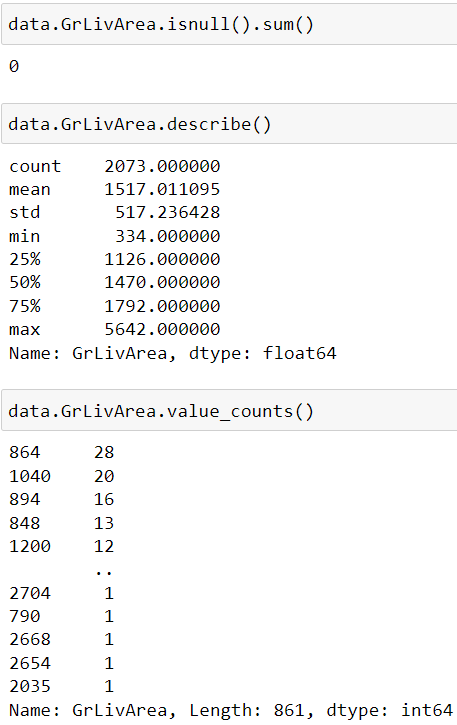 data.GrLivArea.isnull().sum()
0
data.GrLivArea.describe()
count    2073.000000
mean     1517.011095
std       517.236428
min       334.000000
25%      1126.000000
50%      1470.000000
75%      1792.000000
max      5642.000000
Name: GrLivArea, dtype: float64
data.GrLivArea.value_counts()
864     28
1040    20
894     16
848     13
1200    12
        ..
2704     1
790      1
2668     1
2654     1
2035     1
Name: GrLivArea, Length: 861, dtype: int64